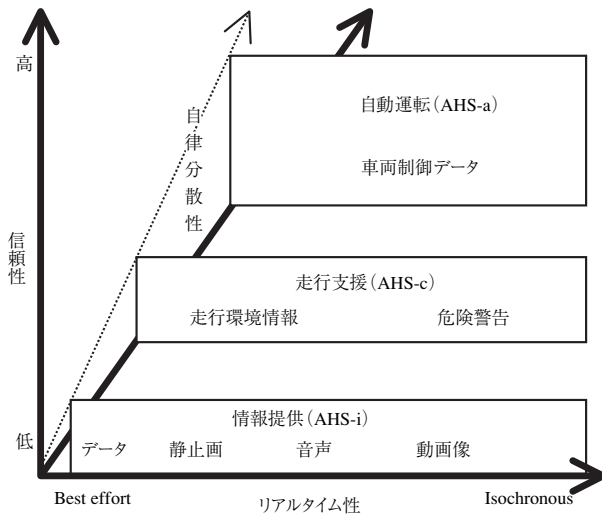 高
自動運転(AHS-a)
車両制御データ
自律分散性
信頼性
走行支援(AHS-c)
走行環境情報 危険警告
情報提供(AHS-i)
低
データ 静止画 音声 動画像
Best effort リアルタイム性 Isochronous